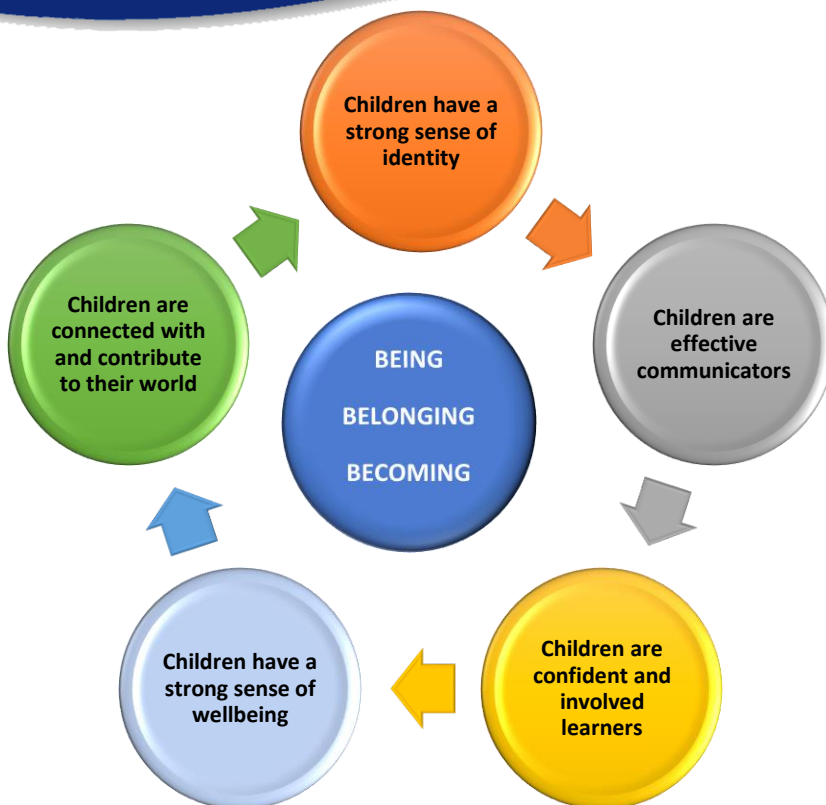 Children have a
strong sense of
identity
Children are
effective
communicators
Children are
confident and
involved
learners
Children have a
strong sense of
wellbeing
Children are
connected with
and contribute
to their world
BEING
BELONGING
BECOMING